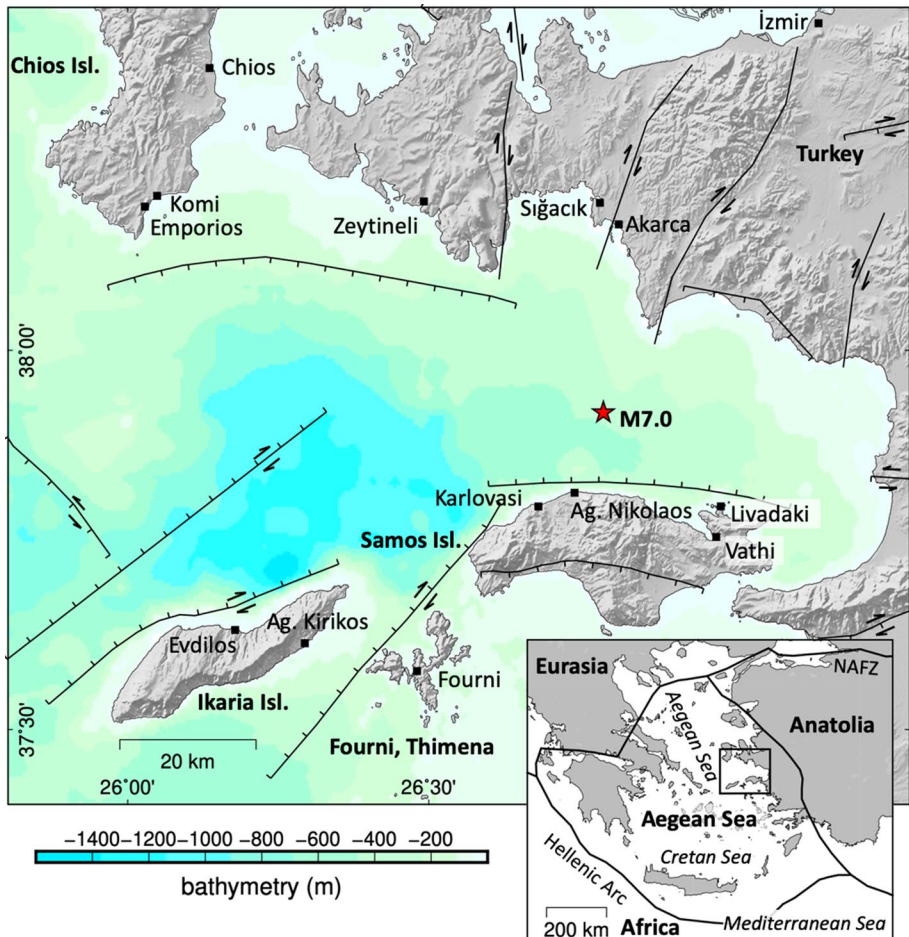 İzmir
Chios Isl.
Chios
Turkey
Komi
Emporios
Zeytineli
Sığacık
Akarca
38°00'
M7.0
Karlovasi
Ag. Nikolaos
Livadaki
Samos Isl.
Vathi
Evdilos
Ag. Kirikos
Fourni
Ikaria Isl.
37°30'
Fourni, Thimena
20 km
26°00'
26°30'
−1400 −1200 −1000 −800 −600 −400 −200
bathymetry (m)
Eurasia
NAFZ
Aegean Sea
Anatolia
Aegean Sea
Cretan Sea
Hellenic Arc
200 km
Africa
Mediterranean Sea